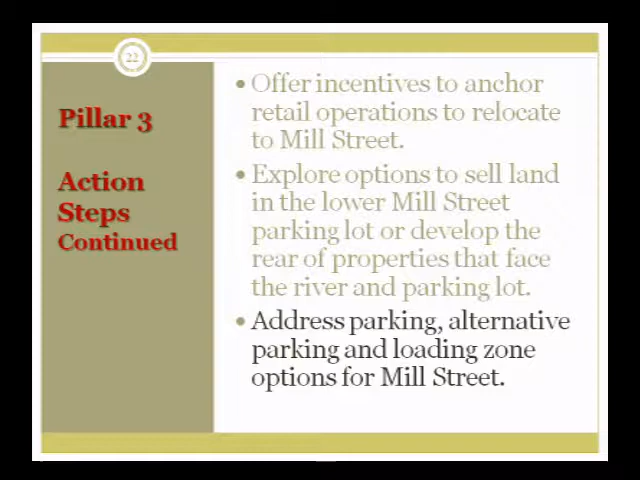 22
Pillar 3
Action
Steps
Continued
• Offer incentives to anchor
retail operations to relocate
to Mill Street.
• Explore options to sell land
in the lower Mill Street
parking lot or develop the
rear of properties that face
the river and parking lot.
• Address parking, alternative
parking and loading zone
options for Mill Street.